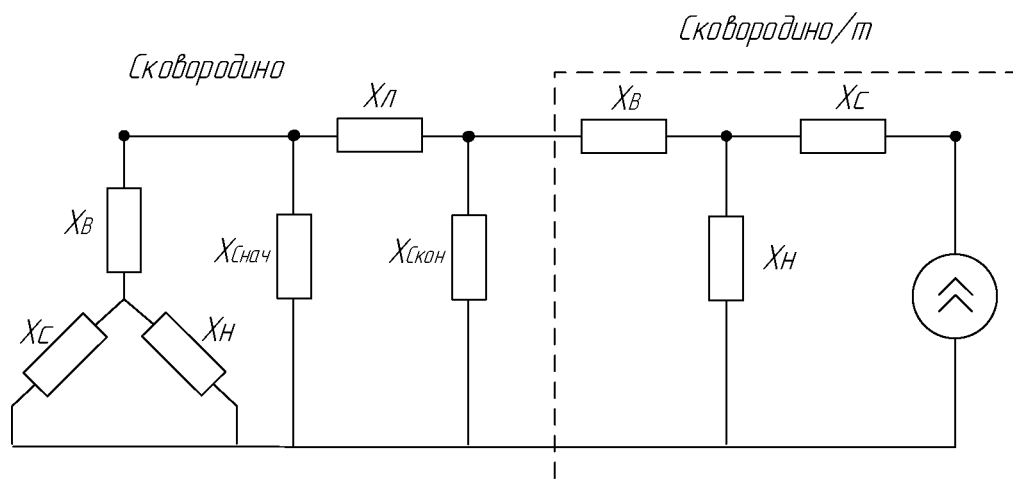 Сковородино/т
Сковородино
Xл
Xв
Xс
Xв
Xснач
Xскон
Xн
Xс
Xн